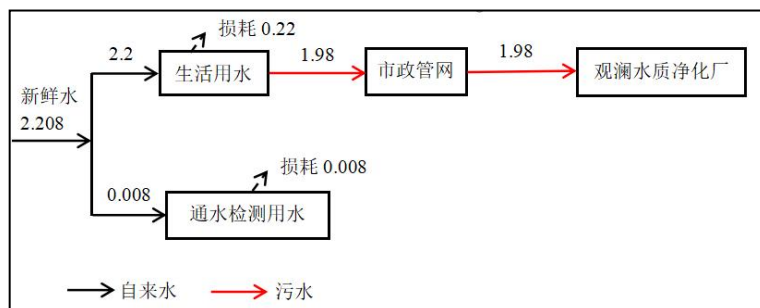 损耗 0.22
2.2
生活用水
1.98
市政管网
1.98
观澜水质净化厂
新鲜水
2.208
损耗 0.008
0.008
通水检测用水
自来水
污水